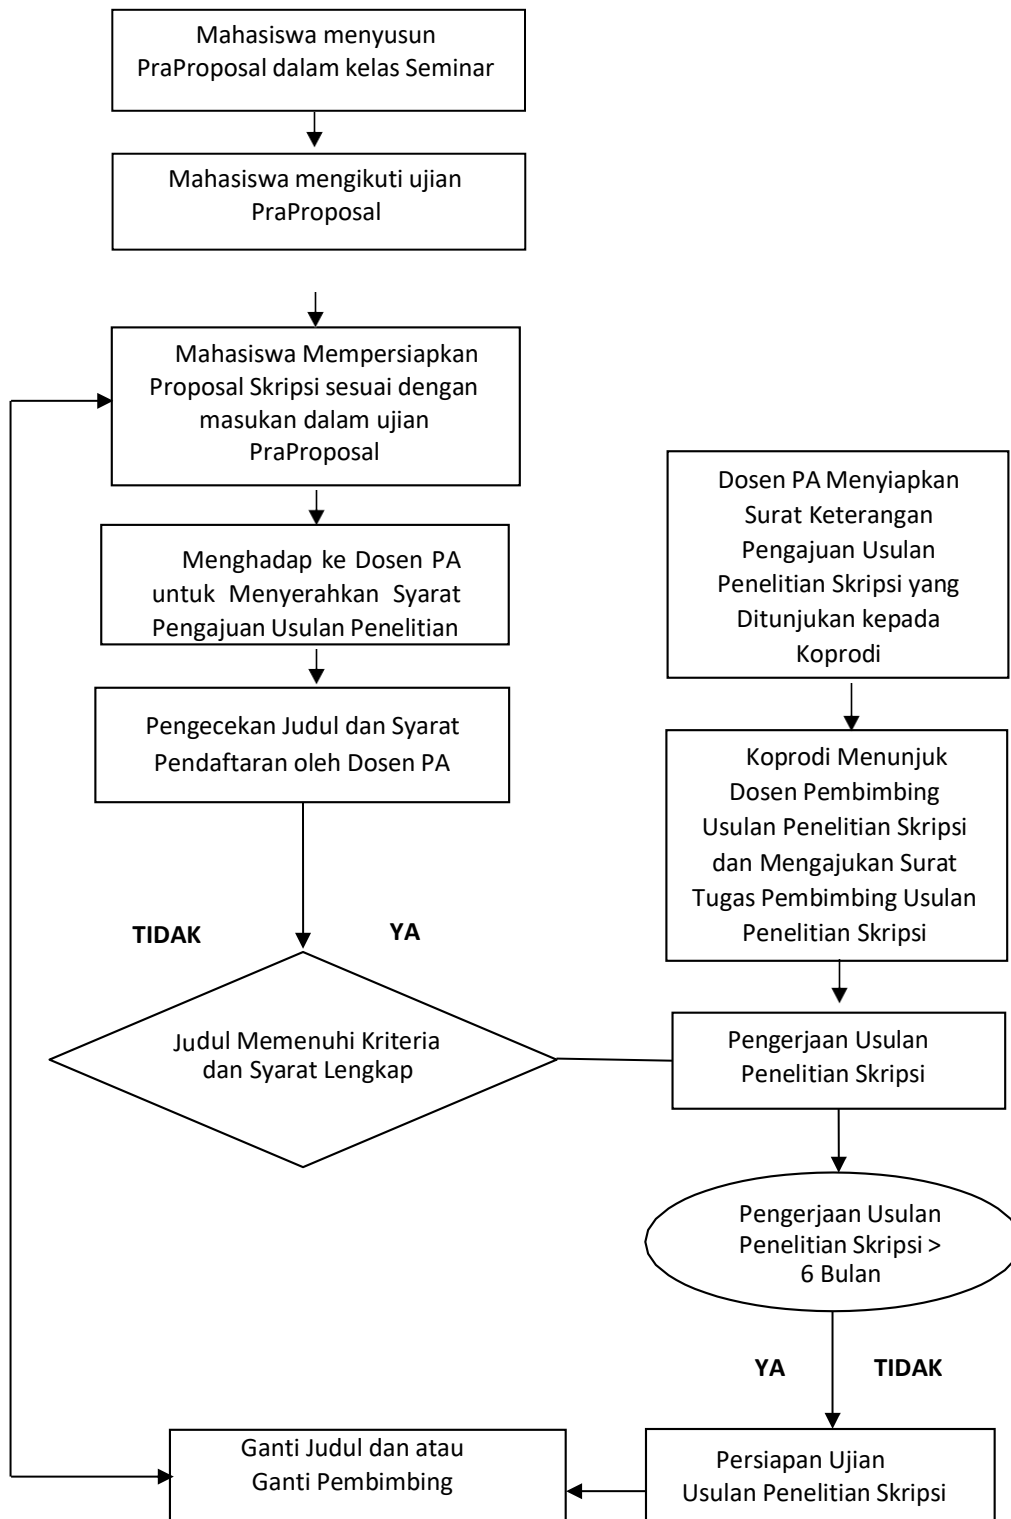 Mahasiswa menyusun
PraProposal dalam kelas Seminar
Mahasiswa mengikuti ujian
PraProposal
Mahasiswa Mempersiapkan
Proposal Skripsi sesuai dengan
masukan dalam ujian
PraProposal
Menghadap ke Dosen PA
untuk Menyerahkan Syarat
Pengajuan Usulan Penelitian
Pengecekan Judul dan Syarat
Pendaftaran oleh Dosen PA
TIDAK
YA
Judul Memenuhi Kriteria
dan Syarat Lengkap
Dosen PA Menyiapkan
Surat Keterangan
Pengajuan Usulan
Penelitian Skripsi yang
Ditunjukan kepada
Koprodi
Koprodi Menunjuk
Dosen Pembimbing
Usulan Penelitian Skripsi
dan Mengajukan Surat
Tugas Pembimbing Usulan
Penelitian Skripsi
Pengerjaan Usulan
Penelitian Skripsi
Pengerjaan Usulan
Penelitian Skripsi >
6 Bulan
YA
TIDAK
Persiapan Ujian
Usulan Penelitian Skripsi
Ganti Judul dan atau
Ganti Pembimbing